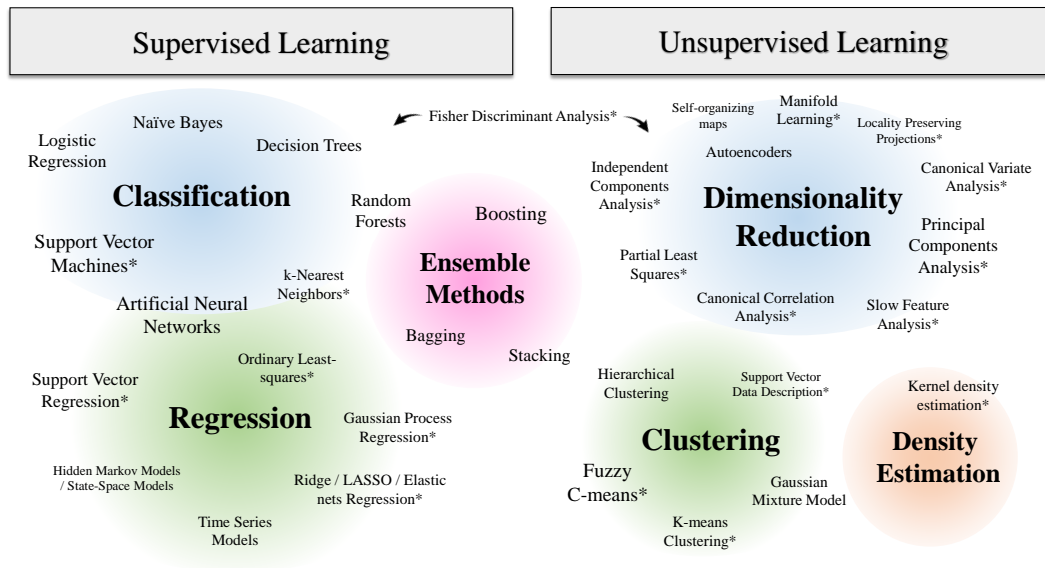 Supervised Learning
Unsupervised Learning
Fisher Discriminant Analysis*
Naïve Bayes
Logistic
Regression
Decision Trees
Classification
Random
Forests
Support Vector
Machines*
k-Nearest
Neighbors*
Artificial Neural
Networks
Boosting
Ensemble
Methods
Bagging
Stacking
Ordinary Least-
squares*
Support Vector
Regression*
Regression
Gaussian Process
Regression*
Hidden Markov Models
/ State-Space Models
Ridge / LASSO / Elastic
nets Regression*
Time Series
Models
Self-organizing
maps
Manifold
Learning*
Locality Preserving
Projections*
Autoencoders
Independent
Components
Analysis*
Canonical Variate
Analysis*
Dimensionality
Reduction
Principal
Components
Analysis*
Partial Least
Squares*
Canonical Correlation
Analysis*
Slow Feature
Analysis*
Hierarchical
Clustering
Support Vector
Data Description*
Clustering
Fuzzy
C-means*
Gaussian
Mixture Model
K-means
Clustering*
Kernel density
estimation*
Density
Estimation